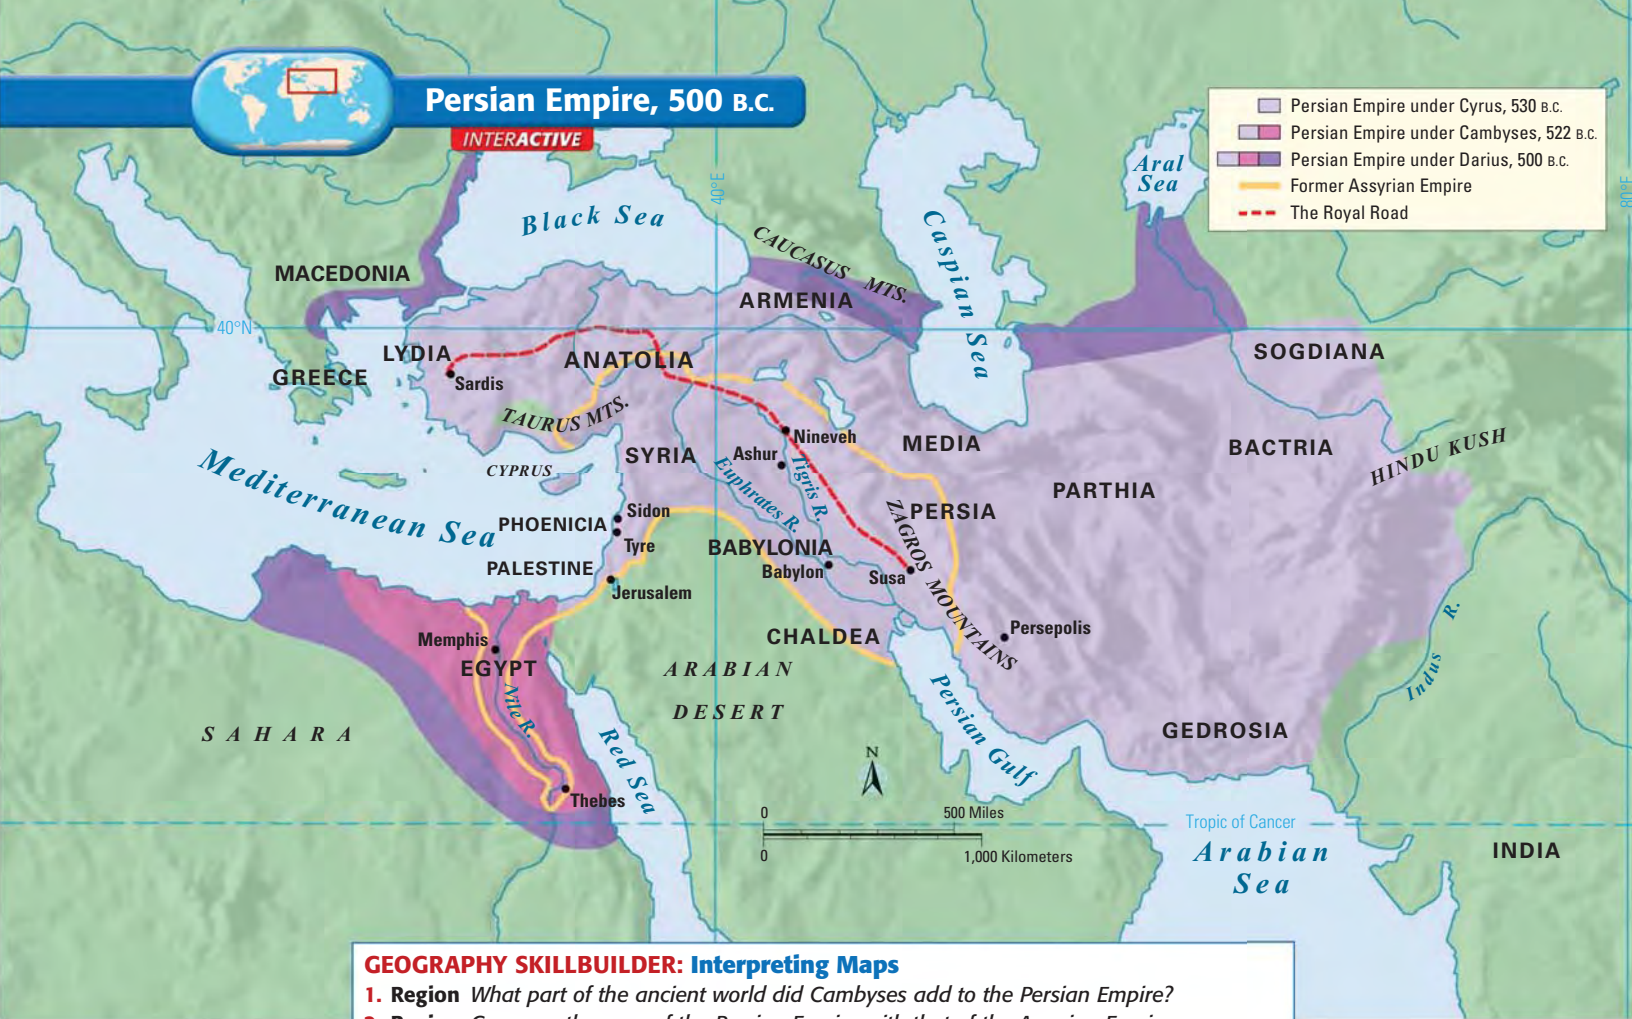 Persian Empire, 500 B.C.
INTERACTIVE
Persian Empire under Cyrus, 530 B.C.
Persian Empire under Cambyses, 522 B.C.
Persian Empire under Darius, 500 B.C.
Former Assyrian Empire
The Royal Road
40°E
80°E
Aral
Sea
Black Sea
CAUCASUS MTS.
Caspian Sea
MACEDONIA
ARMENIA
40°N
LYDIA
ANATOLIA
SOGDIANA
GREECE
Sardis
TAURUS MTS.
Nineveh
MEDIA
BACTRIA
HINDU KUSH
SYRIA
Ashur
Tigris R.
Euphrates R.
CYPRUS
PARTHIA
Mediterranean Sea
Sidon
PHOENICIA
Tyre
PERSIA
ZAGROS MOUNTAINS
BABYLONIA
Babylon
Susa
PALESTINE
Jerusalem
Memphis
EGYPT
CHALDEA
Persepolis
Indus R.
ARABIAN
DESERT
Nile R.
SAHARA
Red Sea
Persian Gulf
GEDROSIA
N
Thebes
0
500 Miles
0
1,000 Kilometers
Tropic of Cancer
Arabian
Sea
INDIA
GEOGRAPHY SKILLBUILDER: Interpreting Maps
1. Region What part of the ancient world did Cambyses add to the Persian Empire?